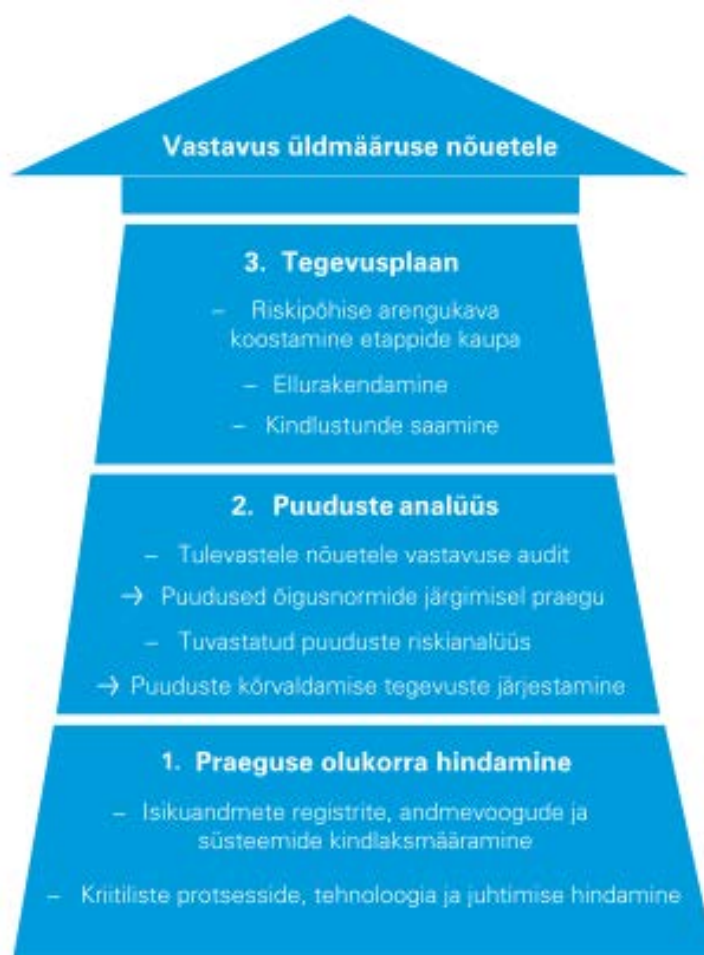 Vastavus üldmääruse nõuetele
3. Tegevusplaan
– Riskipõhise arengukava
koostamine etappide kaupa
– Ellurakendamine
– Kindlustunde saamine
2. Puuduste analüüs
– Tulevastele nõuetele vastavuse audit
→ Puudused õigusnormide järgimisel praegu
– Tuvastatud puuduste riskianalüüs
→ Puuduste kõrvaldamise tegevuste järjestamine
1. Praeguse olukorra hindamine
– Isikuandmete registrite, andmevoogude ja
süsteemide kindlaksmääramine
– Kriitiliste protsesside, tehnoloogia ja juhtimise hindamine